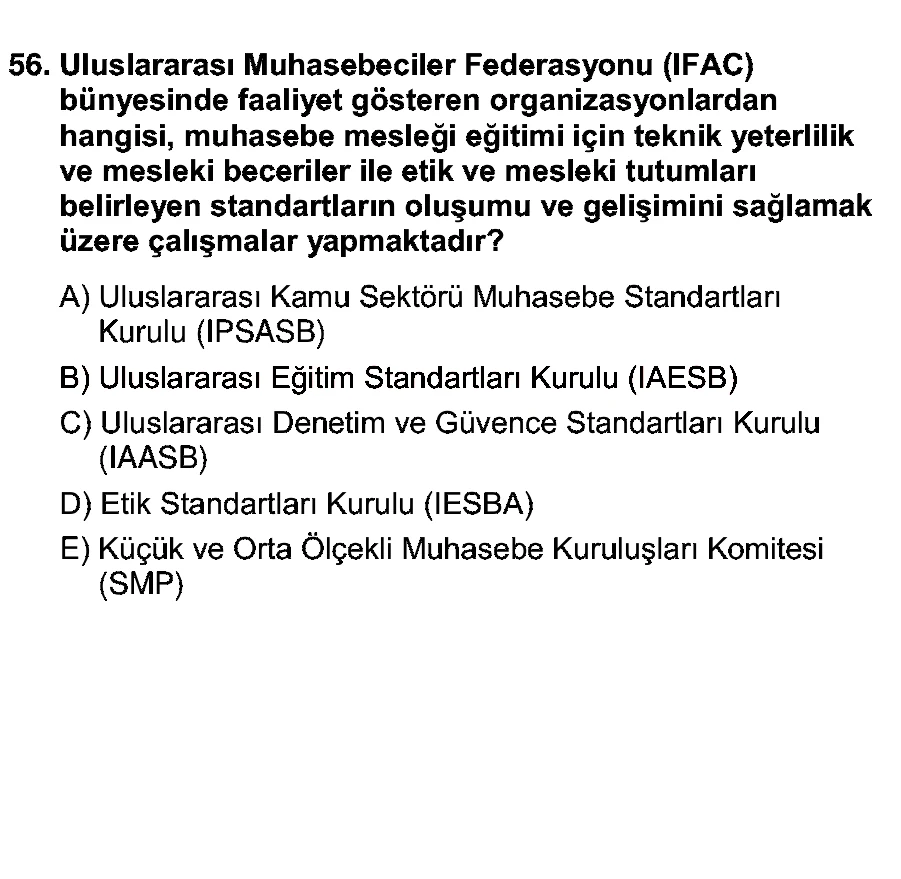 56. Uluslararası Muhasebeciler Federasyonu (IFAC)
bünyesinde faaliyet gösteren organizasyonlardan
hangisi, muhasebe mesleği eğitimi için teknik yeterlilik
ve mesleki beceriler ile etik ve mesleki tutumları
belirleyen standartların oluşumu ve gelişimini sağlamak
üzere çalışmalar yapmaktadır?
A) Uluslararası Kamu Sektörü Muhasebe Standartları
Kurulu (IPSASB)
B) Uluslararası Eğitim Standartları Kurulu (IAESB)
C) Uluslararası Denetim ve Güvence Standartları Kurulu
(IAASB)
D) Etik Standartları Kurulu (IESBA)
E) Küçük ve Orta Ölçekli Muhasebe Kuruluşları Komitesi
(SMP)